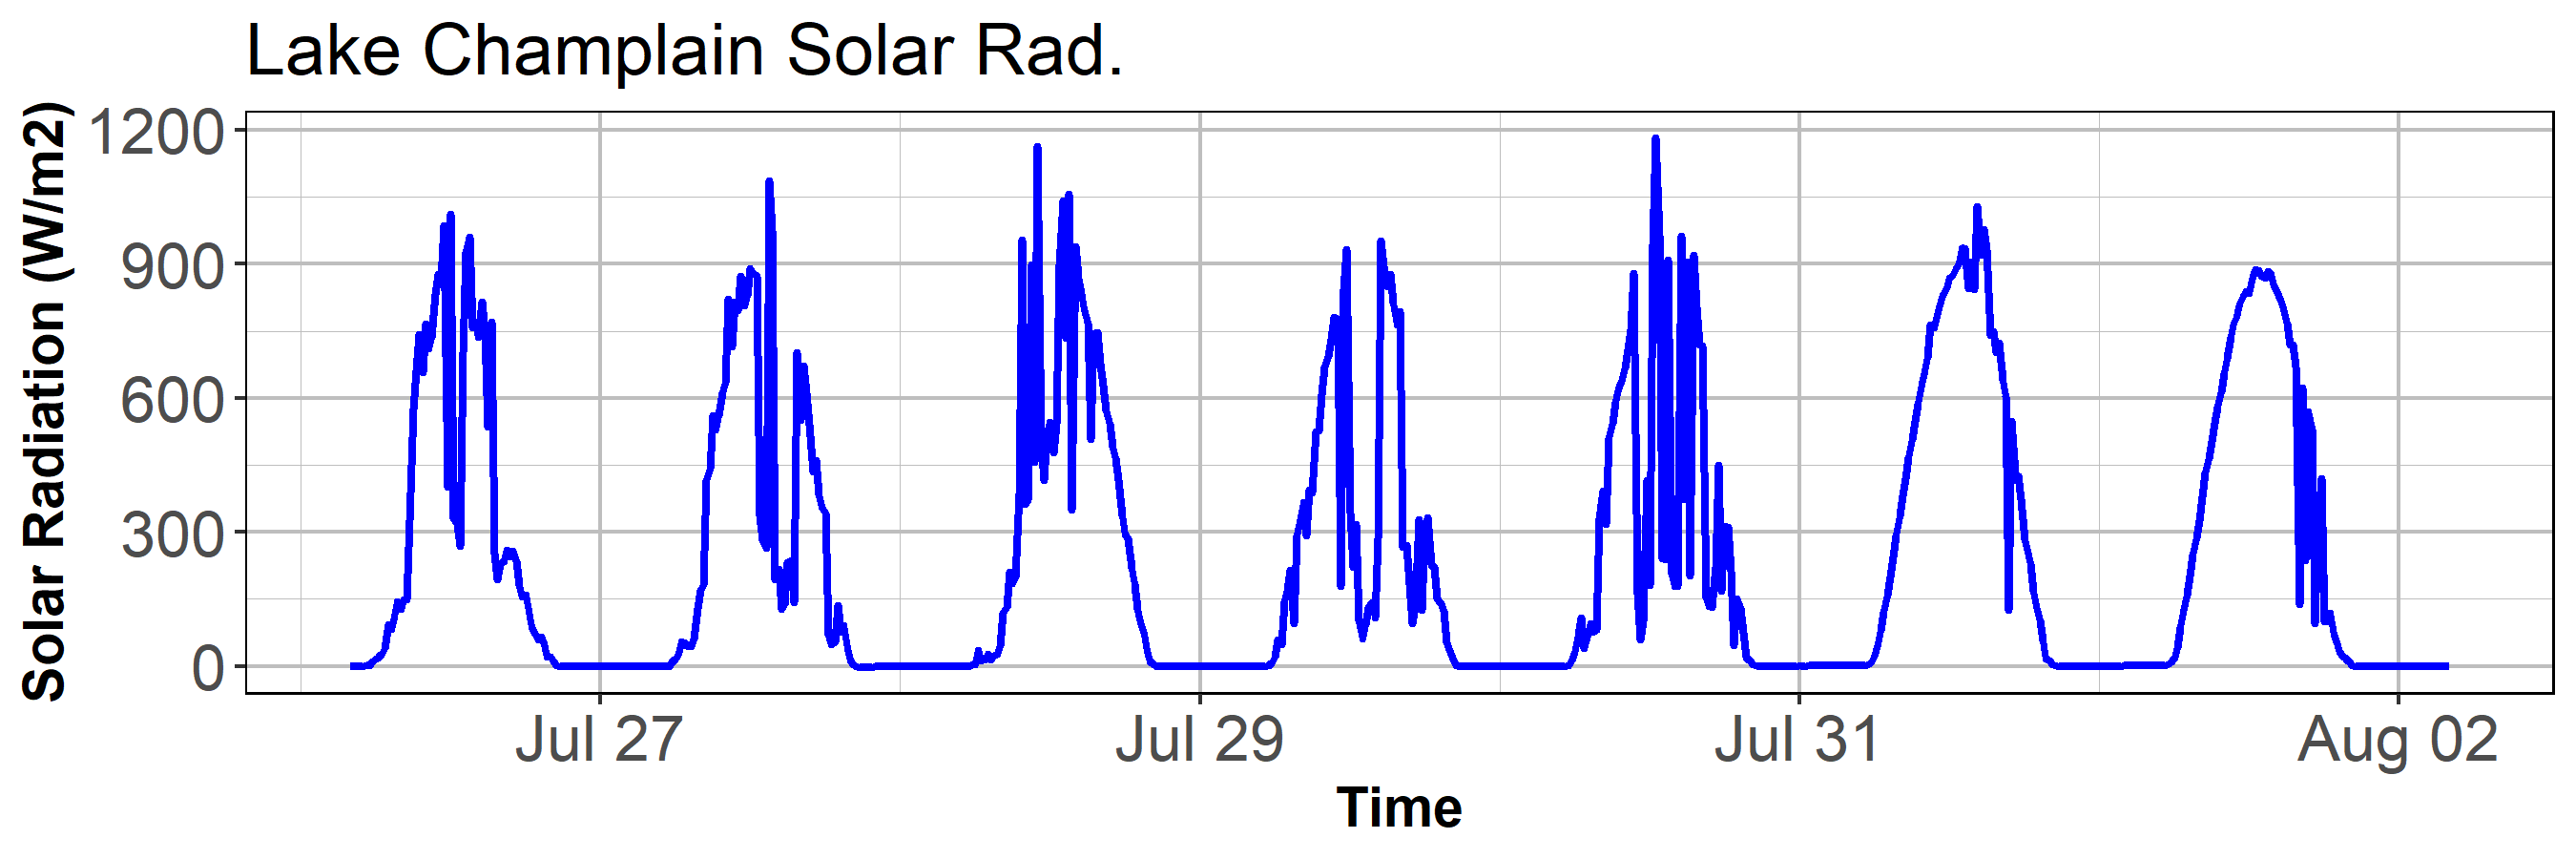 Lake Champlain Solar Rad.
Solar Radiation (W/m2)
1200
900
600
300
0
Jul 27
Jul 29
Jul 31
Aug 02
Time